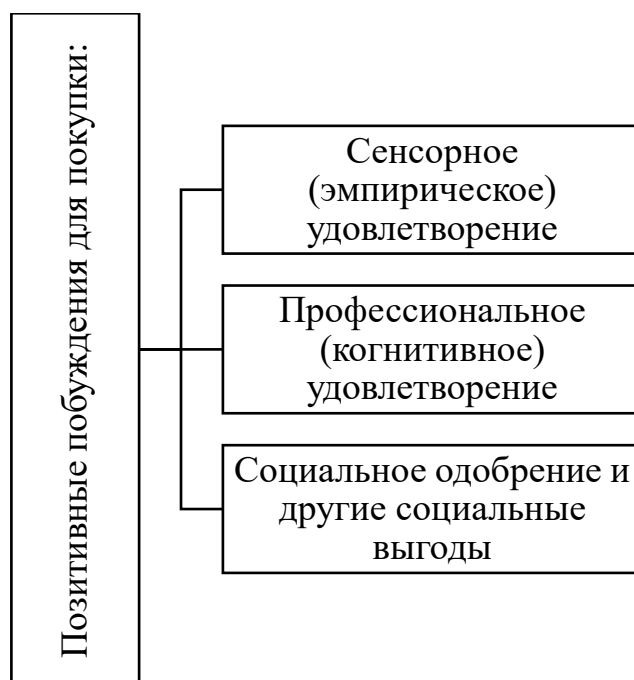 Позитивные побуждения для покупки:
Сенсорное
(эмпирическое)
удовлетворение
Профессиональное
(когнитивное)
удовлетворение
Социальное одобрение и
другие социальные
выгоды